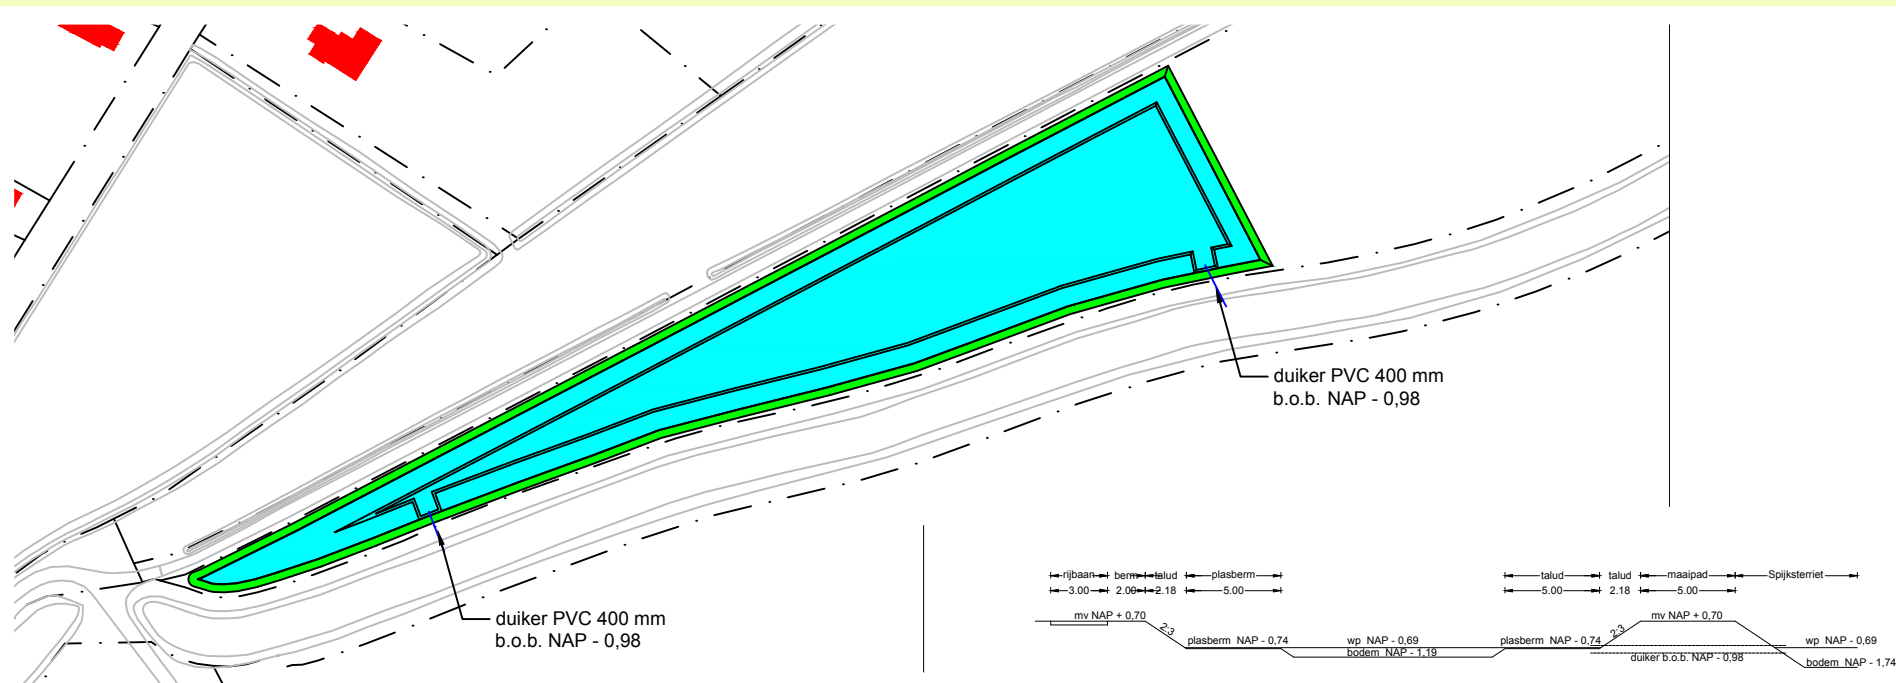 duiker PVC 400 mm
b.o.b. NAP - 0,98
duiker PVC 400 mm
b.o.b. NAP - 0,98
rijbaan berm talud plasberm talud talud maaipad Spijksterriet
3.00 2.00 2.18 5.00 5.00 2.18 5.00
mv NAP + 0,70 mv NAP + 0,70
2:3 2:3
plasberm NAP - 0,74 wp NAP - 0,69 plasberm NAP - 0,74 wp NAP - 0,69
bodem NAP - 1,19 duiker b.o.b. NAP - 0,98 bodem NAP - 1,74